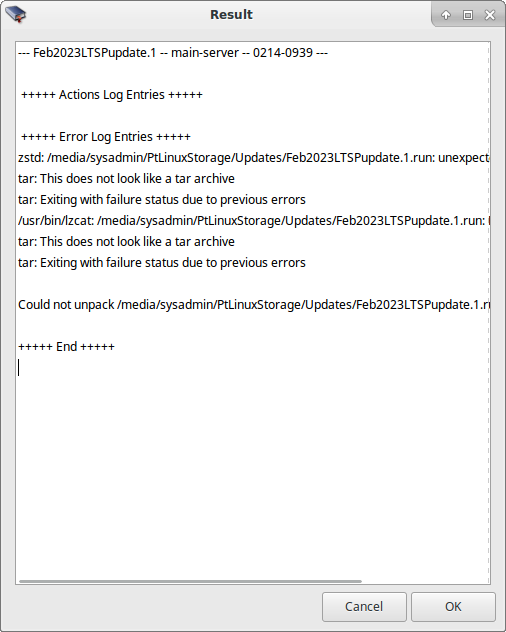 Result
--- Feb2023LTSPupdate.1 -- main-server -- 0214-0939 ---
+++++ Actions Log Entries +++++
+++++ Error Log Entries +++++
zstd: /media/sysadmin/PtLinuxStorage/Updates/Feb2023LTSPupdate.1.run: unexpect
tar: This does not look like a tar archive
tar: Exiting with failure status due to previous errors
/usr/bin/lzcat: /media/sysadmin/PtLinuxStorage/Updates/Feb2023LTSPupdate.1.run:
tar: This does not look like a tar archive
tar: Exiting with failure status due to previous errors
Could not unpack /media/sysadmin/PtLinuxStorage/Updates/Feb2023LTSPupdate.1.r
+++++ End +++++
Cancel OK